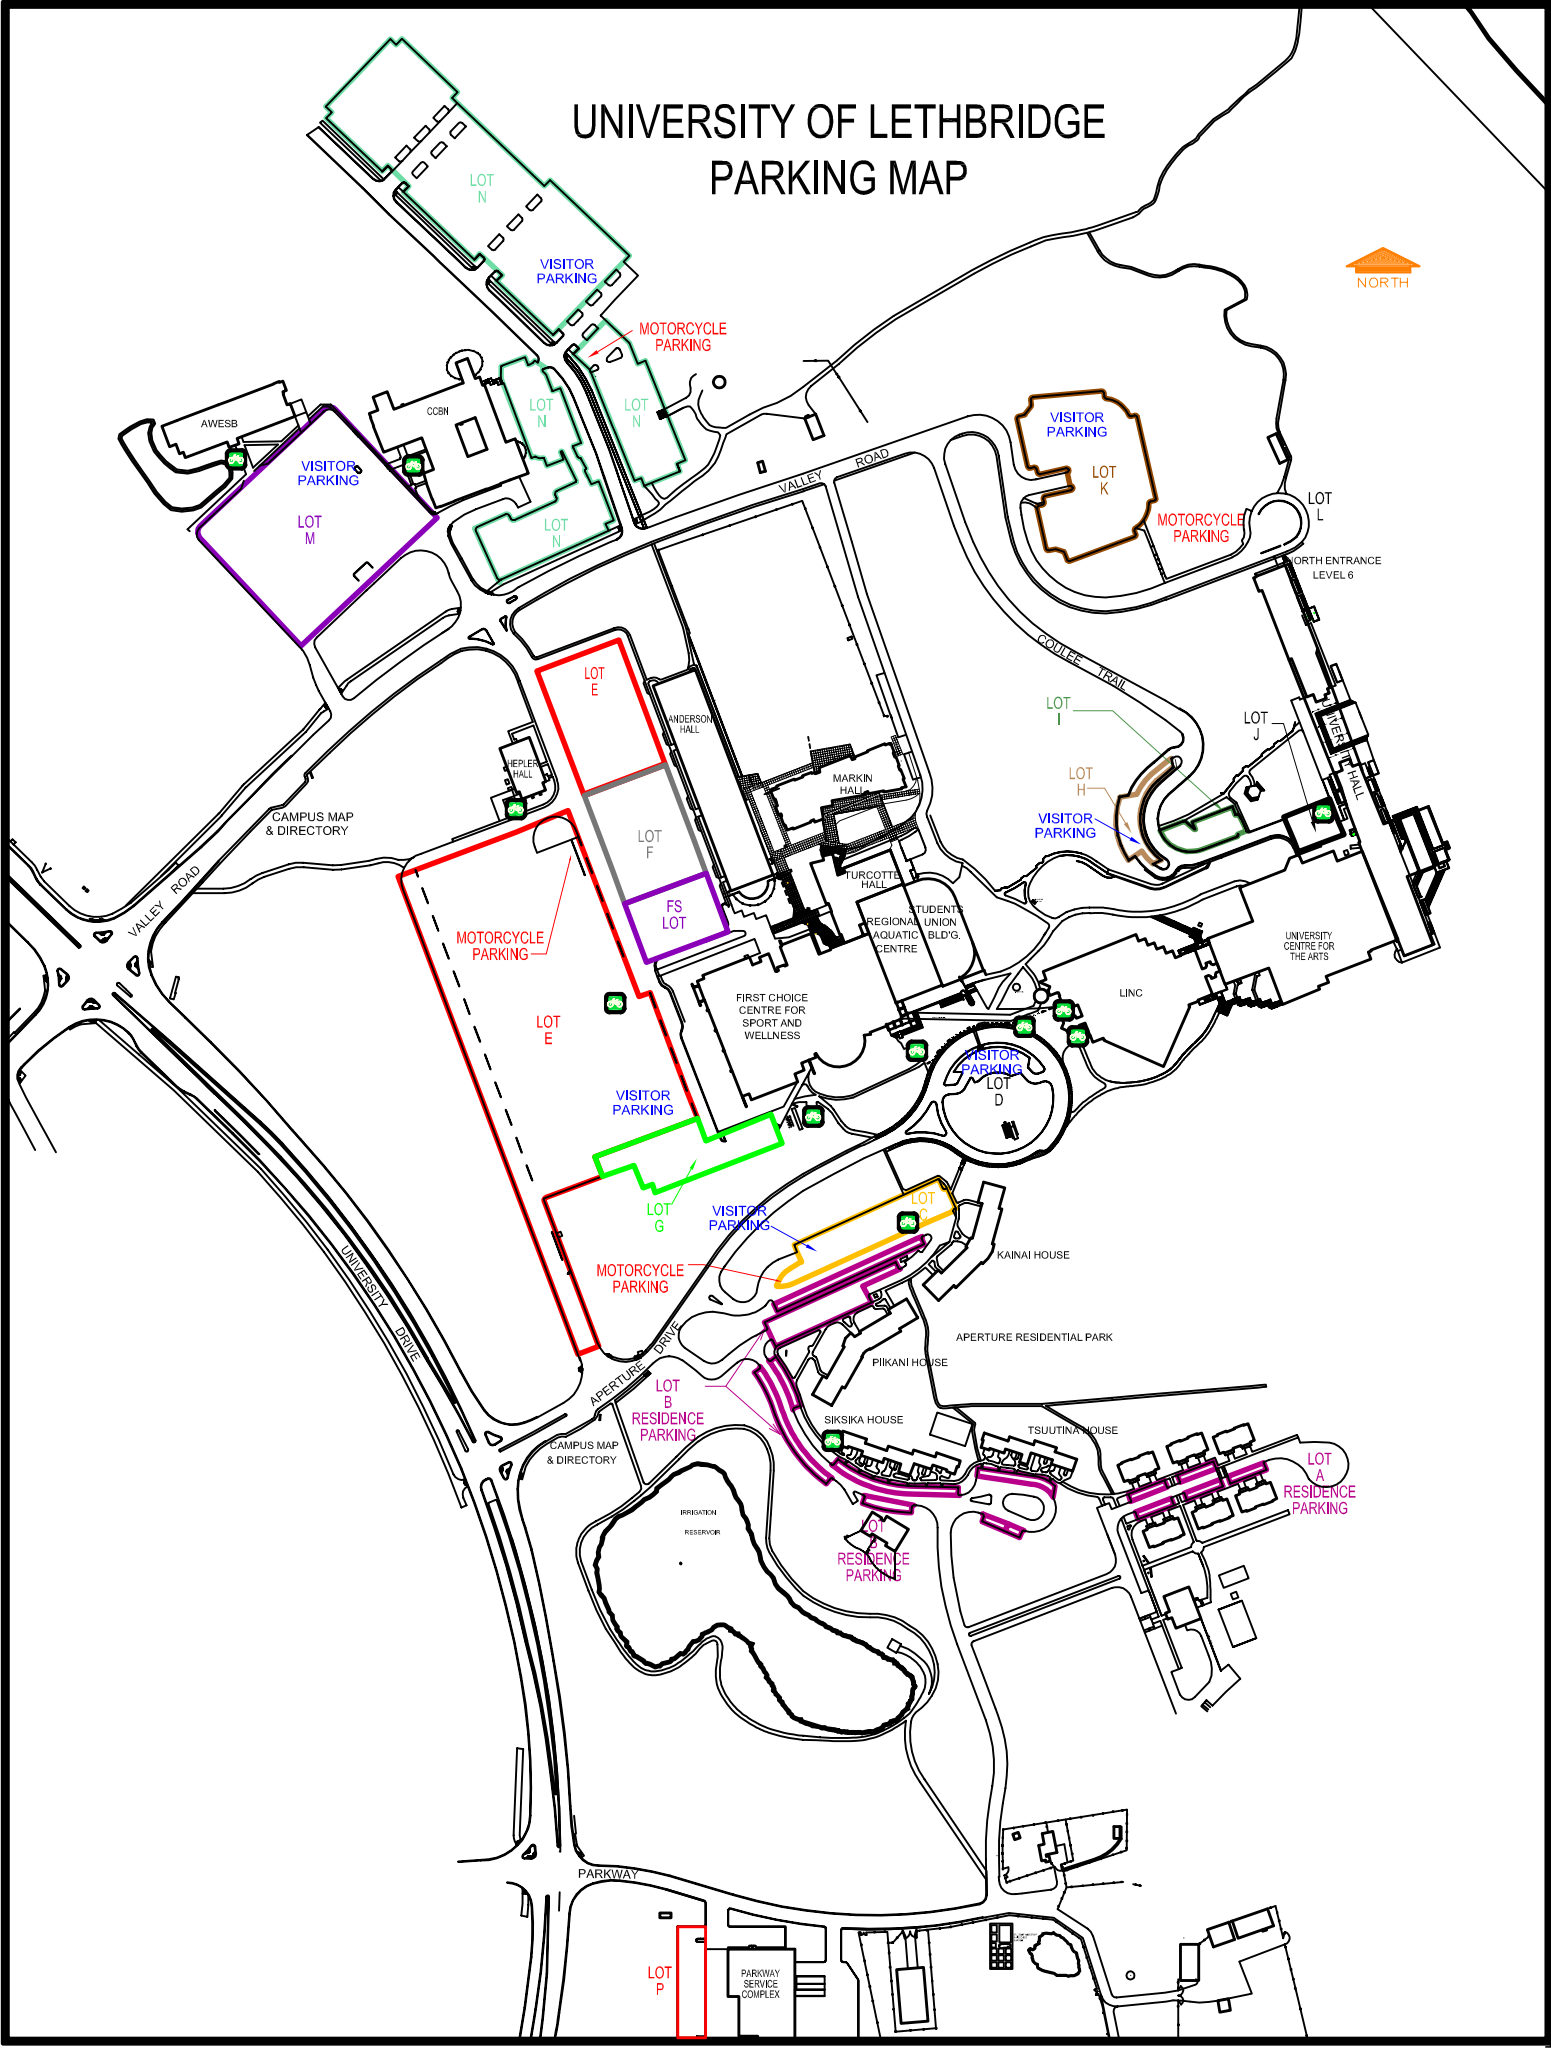 UNIVERSITY OF LETHBRIDGE
PARKING MAP
LOT
N
VISITOR
PARKING
NORTH
MOTORCYCLE
PARKING
AWESB
CCBN
LOT
N
LOT
N
VISITOR
PARKING
LOT
M
LOT
N
VALLEY ROAD
VISITOR
PARKING
LOT
K
MOTORCYCLE
PARKING
LOT
L
NORTH ENTRANCE
LEVEL 6
COULEE TRAIL
LOT
E
ANDERSON
HALL
HEPLER
HALL
MARKIN
HALL
LOT
I
LOT
J
UNIVERSITY HALL
LOT
H
VISITOR
PARKING
CAMPUS MAP
& DIRECTORY
LOT
F
VALLEY ROAD
TURCOTTE
HALL
FS
LOT
STUDENTS
UNION
BLD'G.
REGIONAL
AQUATIC
CENTRE
MOTORCYCLE
PARKING
UNIVERSITY
CENTRE FOR
THE ARTS
LINC
FIRST CHOICE
CENTRE FOR
SPORT AND
WELLNESS
LOT
E
VISITOR
PARKING
LOT
D
VISITOR
PARKING
LOT
G
VISITOR
PARKING
LOT
C
KAINAI HOUSE
MOTORCYCLE
PARKING
UNIVERSITY DRIVE
APERTURE DRIVE
APERTURE RESIDENTIAL PARK
PIIKANI HOUSE
LOT
B
RESIDENCE
PARKING
SIKSIKA HOUSE
TSUUTINA HOUSE
CAMPUS MAP
& DIRECTORY
LOT
A
RESIDENCE
PARKING
IRRIGATION
RESERVOIR
LOT
B
RESIDENCE
PARKING
PARKWAY
LOT
P
PARKWAY
SERVICE
COMPLEX